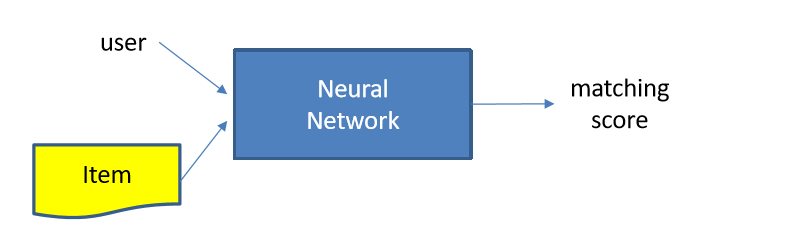 user
Neural
Network
matching
score
Item